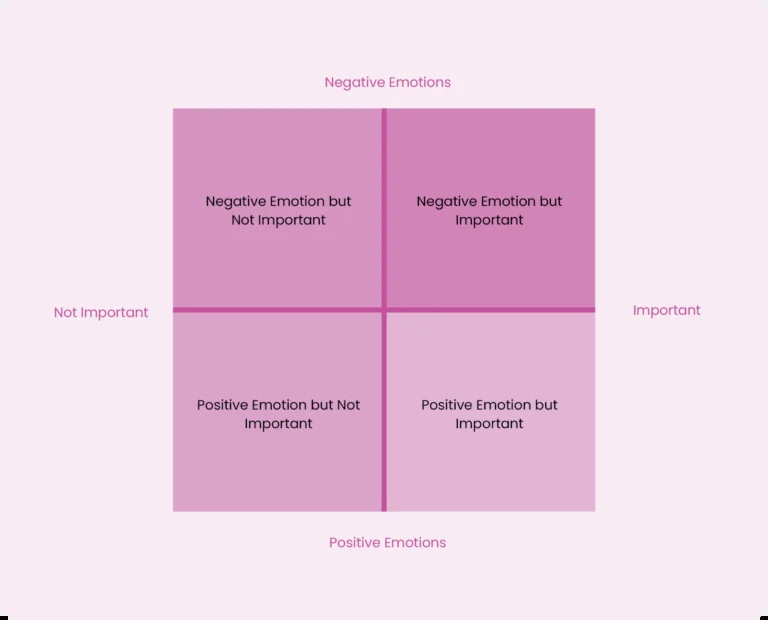 Negative Emotions
Negative Emotion but
Not Important
Negative Emotion but
Important
Not Important
Important
Positive Emotion but Not
Important
Positive Emotion but
Important
Positive Emotions